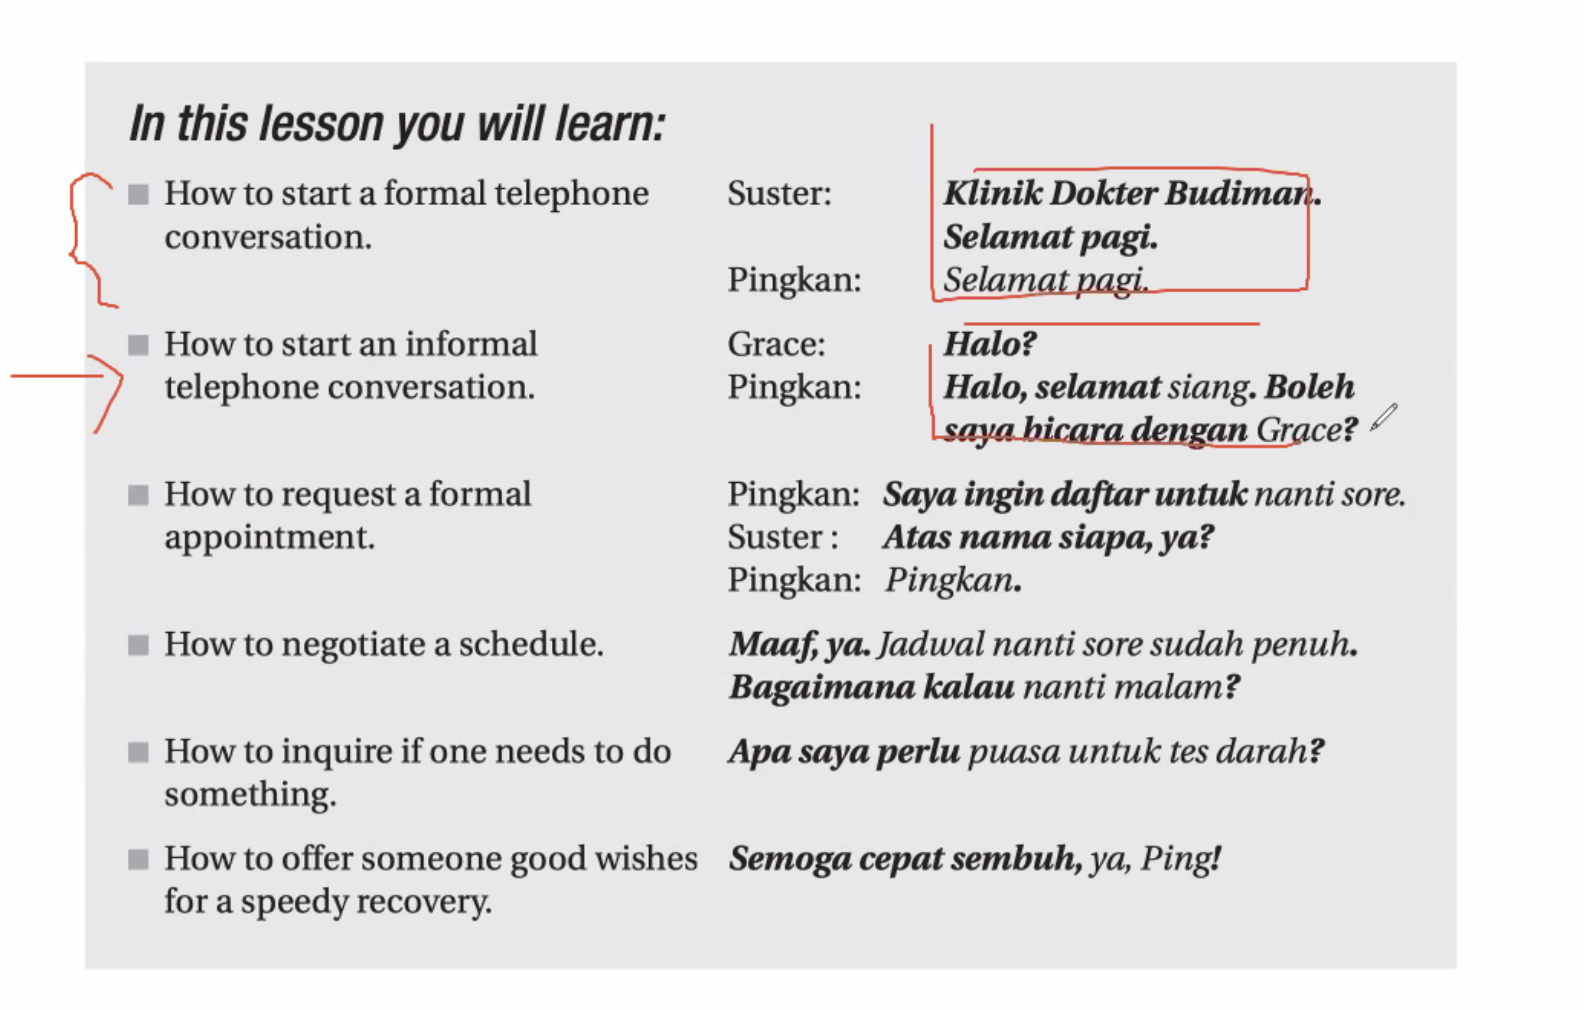 In this lesson you will learn:
How to start a formal telephone
conversation.
Suster: Klinik Dokter Budiman.
Selamat pagi.
Pingkan: Selamat pagi.
How to start an informal
telephone conversation.
Grace: Halo?
Pingkan: Halo, selamat siang. Boleh
saya bicara dengan Grace?
How to request a formal
appointment.
Pingkan: Saya ingin daftar untuk nanti sore.
Suster : Atas nama siapa, ya?
Pingkan: Pingkan.
How to negotiate a schedule.
Maaf, ya. Jadwal nanti sore sudah penuh.
Bagaimana kalau nanti malam?
How to inquire if one needs to do
something.
Apa saya perlu puasa untuk tes darah?
How to offer someone good wishes
for a speedy recovery.
Semoga cepat sembuh, ya, Ping!